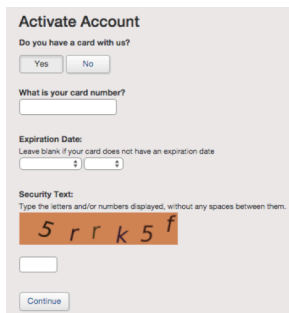 Activate Account
Do you have a card with us?
Yes No
What is your card number?
Expiration Date:
Leave blank if your card does not have an expiration date
Security Text:
Type the letters and/or numbers displayed, without any spaces between them.
5 r r k 5 f
Continue